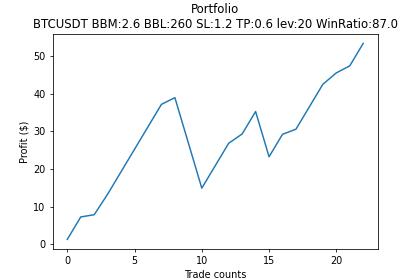 Portfolio
BTCUSDT BBM:2.6 BBL:260 SL:1.2 TP:0.6 lev:20 WinRatio:87.0
50
40
30
20
10
0
Profit ($)
0 5 10 15 20
Trade counts